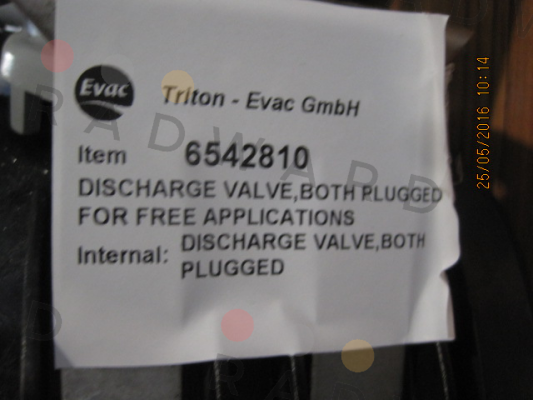 Evac
Triton - Evac GmbH
Item 6542810
DISCHARGE VALVE,BOTH PLUGGED
FOR FREE APPLICATIONS
Internal: DISCHARGE VALVE,BOTH
PLUGGED
25/05/2016 10:14
RADWARD